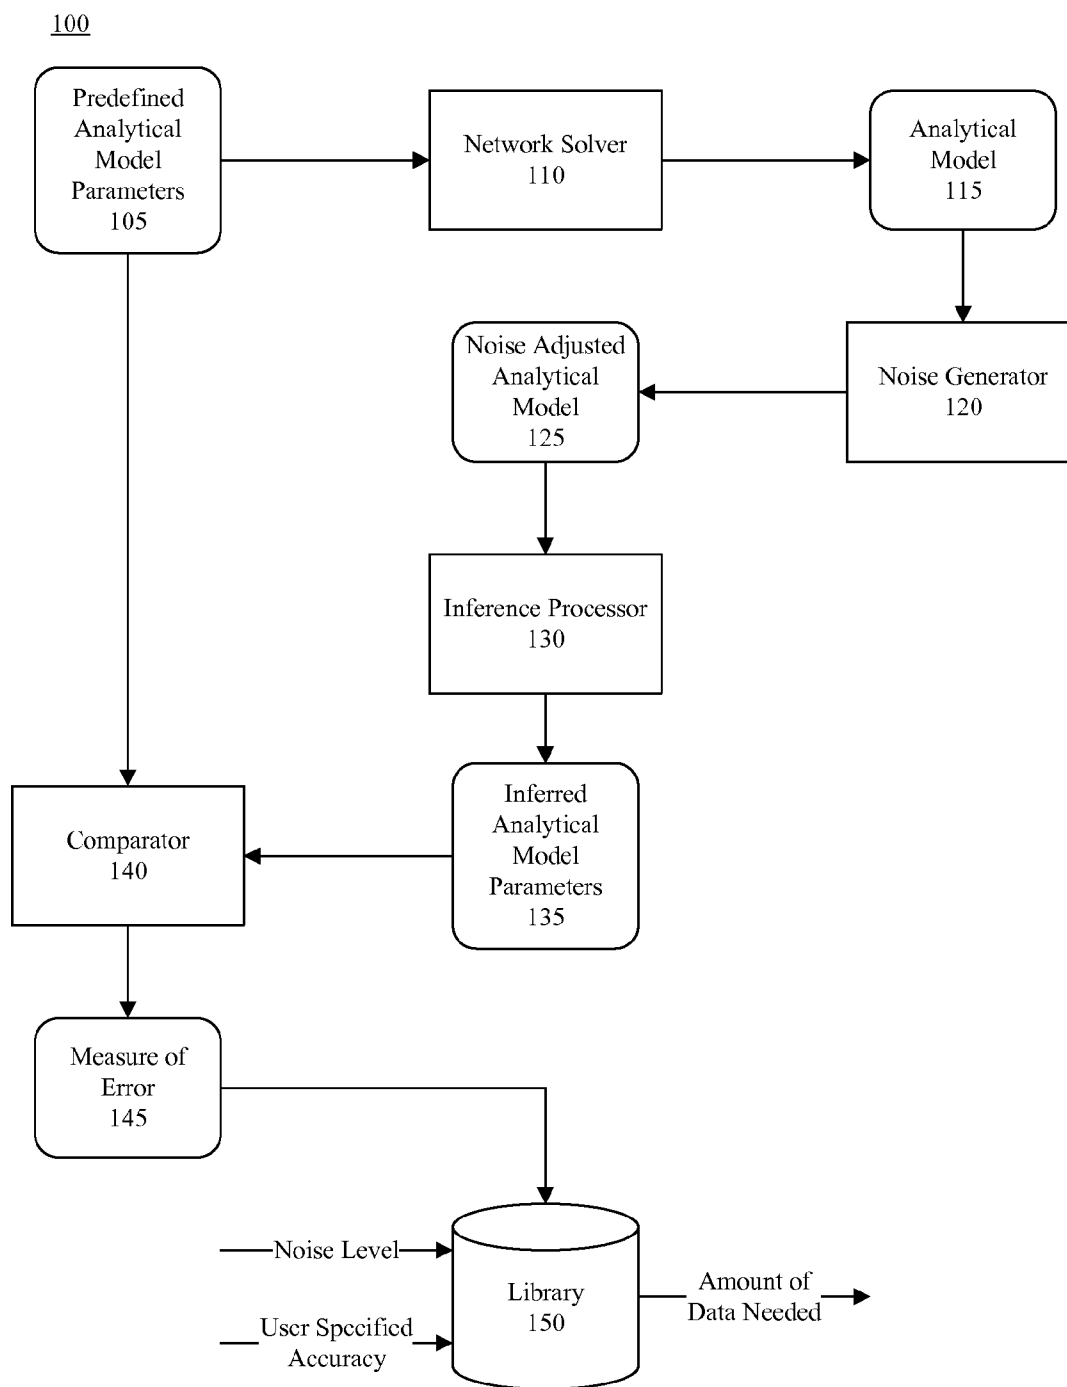 100
Predefined
Analytical
Model
Parameters
105
Network Solver
110
Analytical
Model
115
Noise Adjusted
Analytical
Model
125
Noise Generator
120
Inference Processor
130
Inferred
Analytical
Model
Parameters
135
Comparator
140
Measure of
Error
145
Noise Level
User Specified
Accuracy
Library
150
Amount of
Data Needed